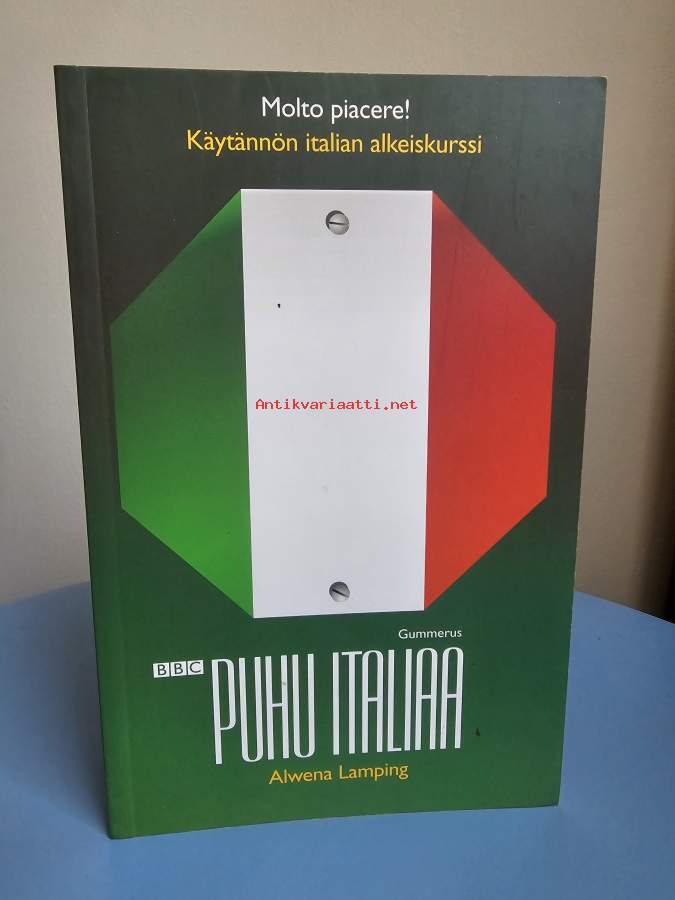 Molto piacere!
Käytännön italian alkeiskurssi
Antikvariaatti.net
Gummerus
BBC PUHU ITALIAA
Alwena Lamping